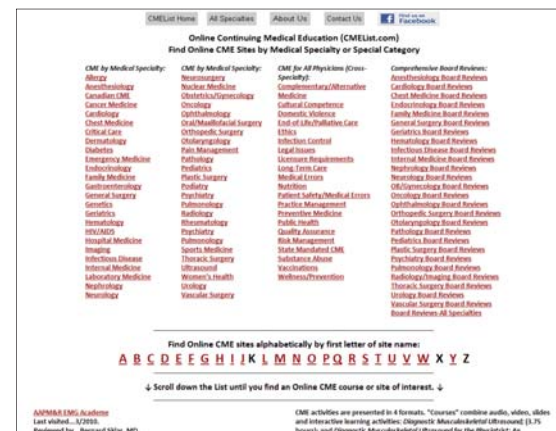 CMEList Home
All Specialties
About Us
Contact Us
Find us on
Facebook
Online Continuing Medical Education (CMEList.com)
Find Online CME Sites by Medical Specialty or Special Category
CME by Medical Specialty:
Allergy
Anesthesiology
Canadian CME
Cancer Medicine
Cardiology
Chest Medicine
Critical Care
Dermatology
Diabetes
Emergency Medicine
Endocrinology
Family Medicine
Gastroenterology
General Surgery
Genetics
Geriatrics
Hematology
HIV/AIDS
Hospital Medicine
Imaging
Infectious Disease
Internal Medicine
Laboratory Medicine
Nephrology
Neurology
CME by Medical Specialty:
Neurosurgery
Nuclear Medicine
Obstetrics/Gynecology
Oncology
Ophthalmology
Oral/Maxillofacial Surgery
Orthopedic Surgery
Otolaryngology
Pain Management
Pathology
Pediatrics
Plastic Surgery
Podiatry
Psychiatry
Pulmonology
Radiology
Rheumatology
Psychiatry
Pulmonology
Sports Medicine
Thoracic Surgery
Ultrasound
Women's Health
Urology
Vascular Surgery
CME for All Physicians (Cross-
Specialty):
Complementary/Alternative
Medicine
Cultural Competence
Domestic Violence
End-of-Life/Palliative Care
Ethics
Infection Control
Legal Issues
Licensure Requirements
Long Term Care
Medical Errors
Nutrition
Patient Safety/Medical Errors
Practice Management
Preventive Medicine
Public Health
Quality Assurance
Risk Management
State Mandated CME
Substance Abuse
Vaccinations
Wellness/Prevention
Comprehensive Board Reviews:
Anesthesiology Board Reviews
Cardiology Board Reviews
Chest Medicine Board Reviews
Endocrinology Board Reviews
Family Medicine Board Reviews
General Surgery Board Reviews
Geriatrics Board Reviews
Hematology Board Reviews
Infectious Disease Board Reviews
Internal Medicine Board Reviews
Nephrology Board Reviews
Neurology Board Reviews
OB/Gynecology Board Reviews
Oncology Board Reviews
Ophthalmology Board Reviews
Orthopedic Surgery Board Reviews
Otolaryngology Board Reviews
Pathology Board Reviews
Pediatrics Board Reviews
Plastic Surgery Board Reviews
Psychiatry Board Reviews
Pulmonology Board Reviews
Radiology/Imaging Board Reviews
Thoracic Surgery Board Reviews
Urology Board Reviews
Vascular Surgery Board Reviews
Board Reviews-All Specialties
Find Online CME sites alphabetically by first letter of site name:
A B C D E F G H I J K L M N O P Q R S T U V W X Y Z
↓ Scroll down the List until you find an Online CME course or site of interest. ↓
AAPM&R EMG Academe
Last visited...3/2010.
Reviewed by Bernard Sklar, MD
CME activities are presented in 4 formats. "Courses" combine audio, video, slides
and interactive learning activities: Diagnostic Musculoskeletal Ultrasound; (3.75
hours); and Diagnostic Musculoskeletal Ultrasound for the Physiatrist: An